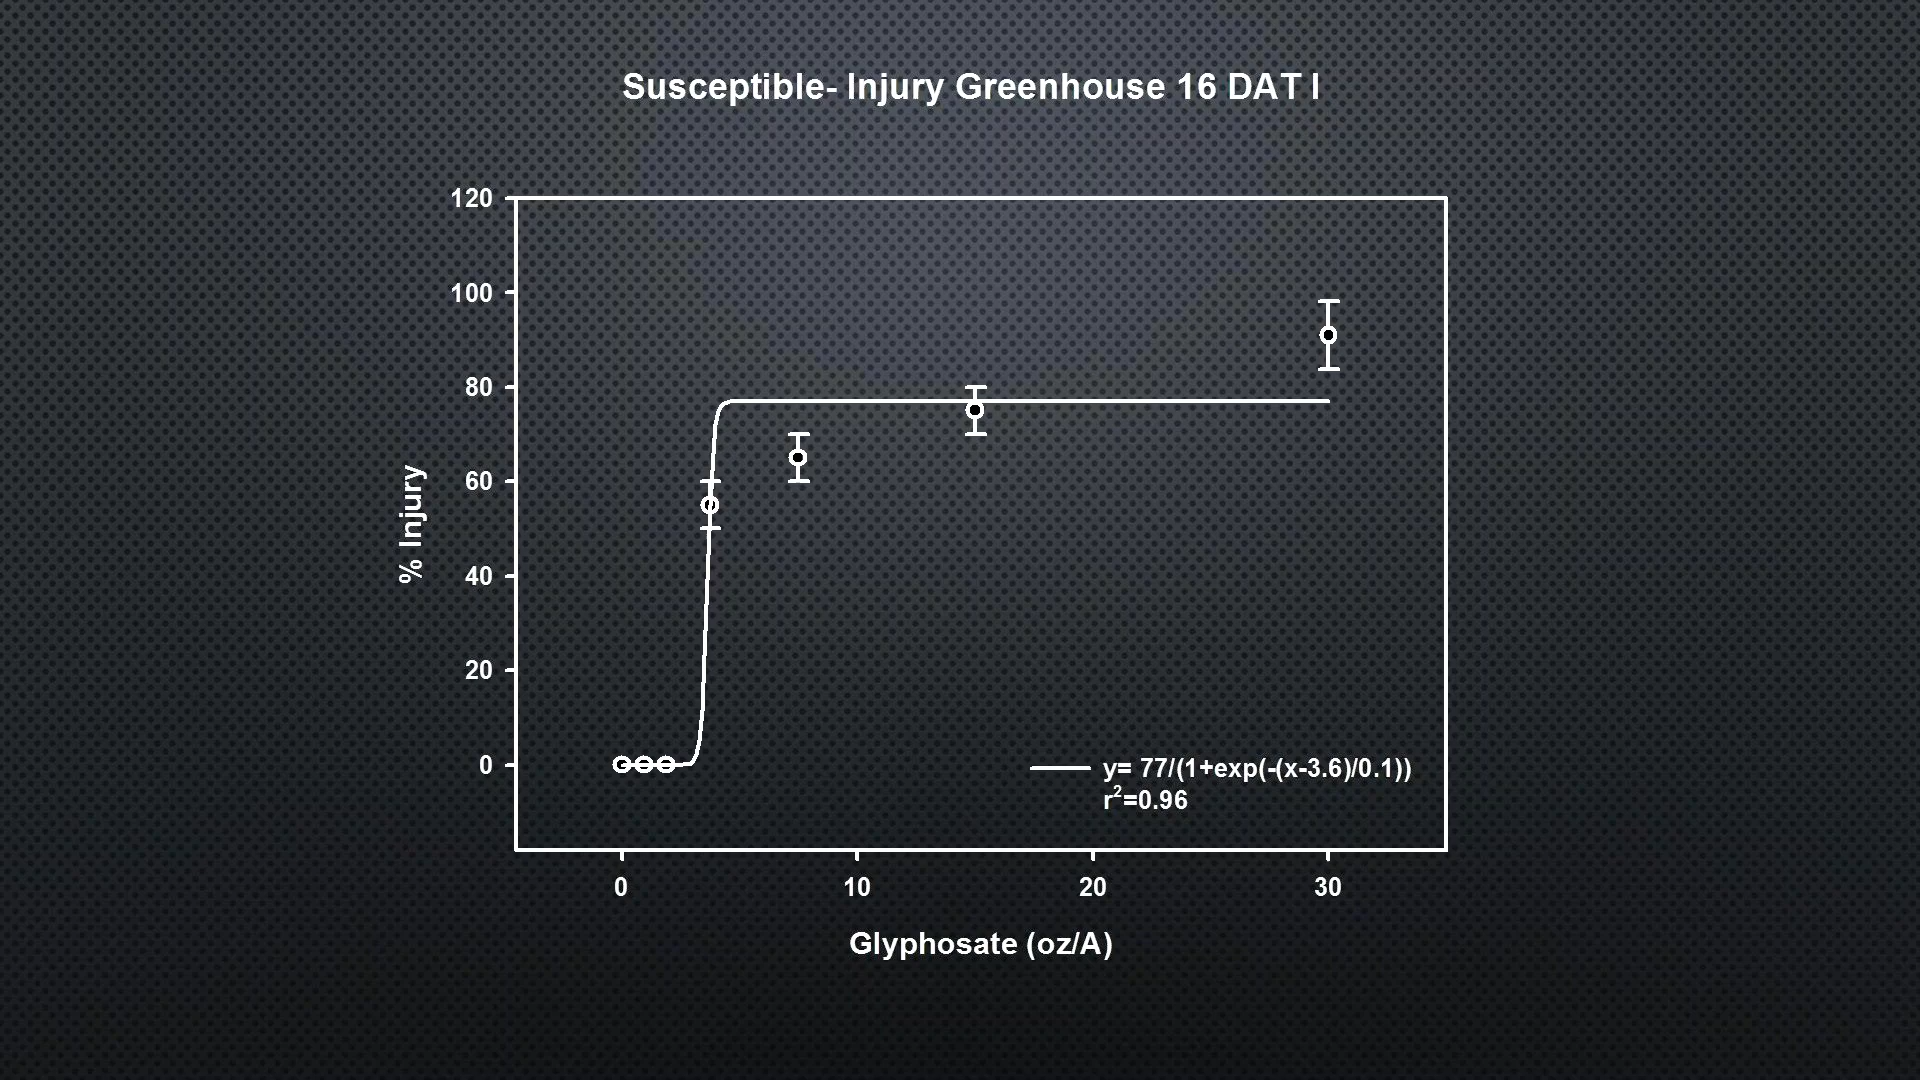 Susceptible- Injury Greenhouse 16 DAT I
120
100
80
60
40
20
0
% Injury
y= 77/(1+exp(-(x-3.6)/0.1))
r²=0.96
0 10 20 30
Glyphosate (oz/A)